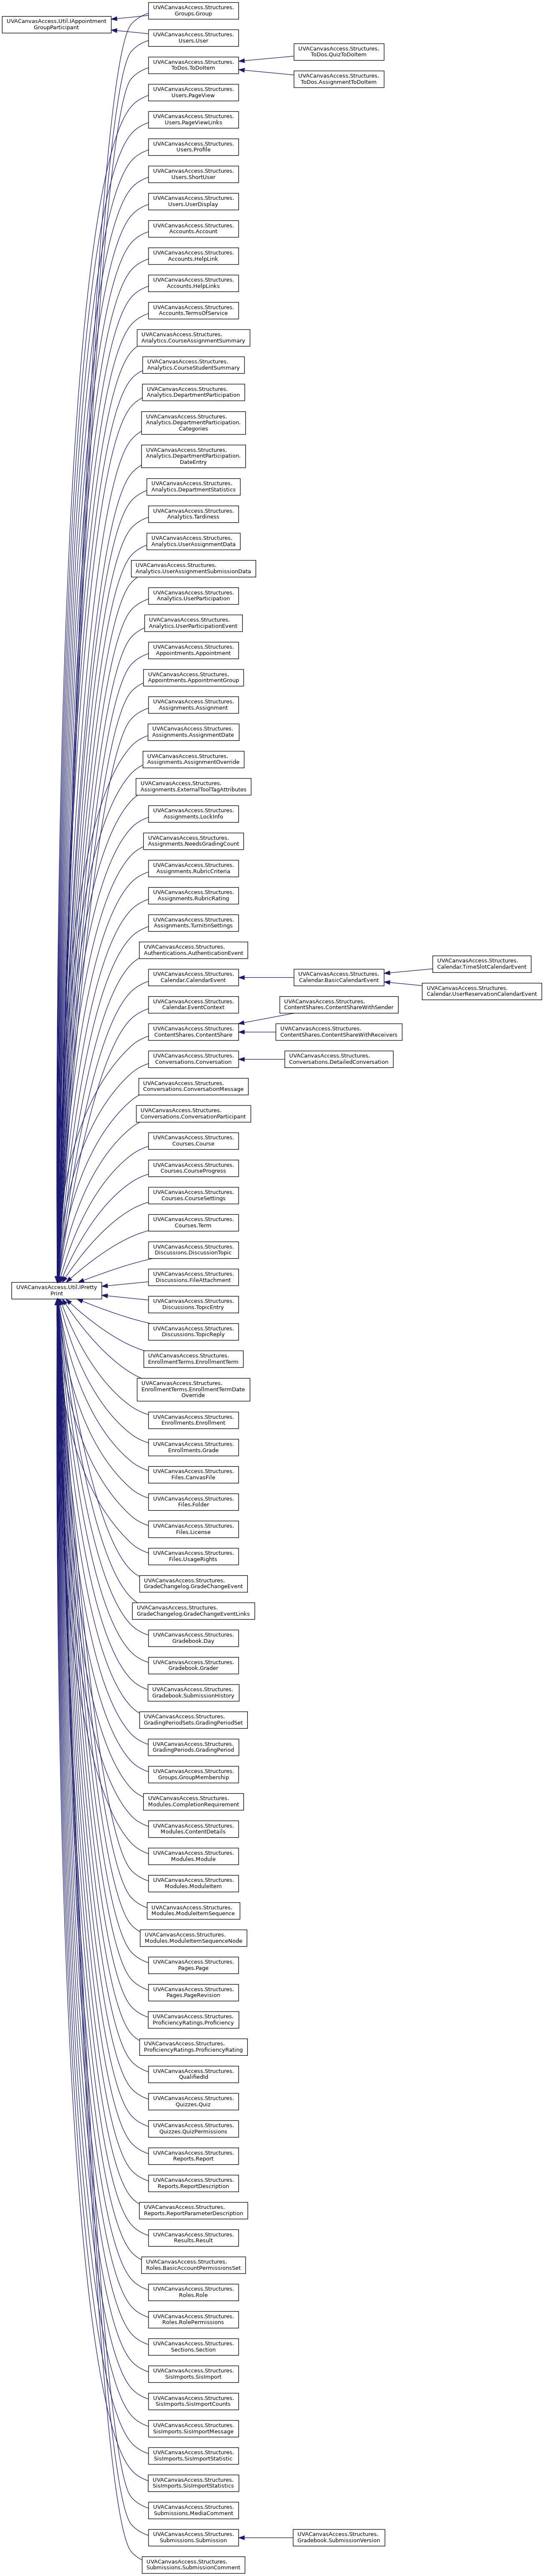 UVACanvasAccess.Util.IAppointment
GroupParticipant
UVACanvasAccess.Structures.
Groups.Group
UVACanvasAccess.Structures.
Users.User
UVACanvasAccess.Structures.
ToDos.ToDoItem
UVACanvasAccess.Structures.
ToDos.QuizToDoItem
UVACanvasAccess.Structures.
ToDos.AssignmentToDoItem
UVACanvasAccess.Structures.
Users.PageView
UVACanvasAccess.Structures.
Users.PageViewLinks
UVACanvasAccess.Structures.
Users.Profile
UVACanvasAccess.Structures.
Users.ShortUser
UVACanvasAccess.Structures.
Users.UserDisplay
UVACanvasAccess.Structures.
Accounts.Account
UVACanvasAccess.Structures.
Accounts.HelpLink
UVACanvasAccess.Structures.
Accounts.HelpLinks
UVACanvasAccess.Structures.
Accounts.TermsOfService
UVACanvasAccess.Structures.
Analytics.CourseAssignmentSummary
UVACanvasAccess.Structures.
Analytics.CourseStudentSummary
UVACanvasAccess.Structures.
Analytics.DepartmentParticipation
UVACanvasAccess.Structures.
Analytics.DepartmentParticipation.
Categories
UVACanvasAccess.Structures.
Analytics.DepartmentParticipation.
DateEntry
UVACanvasAccess.Structures.
Analytics.DepartmentStatistics
UVACanvasAccess.Structures.
Analytics.Tardiness
UVACanvasAccess.Structures.
Analytics.UserAssignmentData
UVACanvasAccess.Structures.
Analytics.UserAssignmentSubmissionData
UVACanvasAccess.Structures.
Analytics.UserParticipation
UVACanvasAccess.Structures.
Analytics.UserParticipationEvent
UVACanvasAccess.Structures.
Appointments.Appointment
UVACanvasAccess.Structures.
Appointments.AppointmentGroup
UVACanvasAccess.Structures.
Assignments.Assignment
UVACanvasAccess.Structures.
Assignments.AssignmentDate
UVACanvasAccess.Structures.
Assignments.AssignmentOverride
UVACanvasAccess.Structures.
Assignments.ExternalToolTagAttributes
UVACanvasAccess.Structures.
Assignments.LockInfo
UVACanvasAccess.Structures.
Assignments.NeedsGradingCount
UVACanvasAccess.Structures.
Assignments.RubricCriteria
UVACanvasAccess.Structures.
Assignments.RubricRating
UVACanvasAccess.Structures.
Assignments.TurnitinSettings
UVACanvasAccess.Structures.
Authentications.AuthenticationEvent
UVACanvasAccess.Structures.
Calendar.CalendarEvent
UVACanvasAccess.Structures.
Calendar.BasicCalendarEvent
UVACanvasAccess.Structures.
Calendar.TimeSlotCalendarEvent
UVACanvasAccess.Structures.
Calendar.UserReservationCalendarEvent
UVACanvasAccess.Structures.
Calendar.EventContext
UVACanvasAccess.Structures.
ContentShares.ContentShareWithSender
UVACanvasAccess.Structures.
ContentShares.ContentShare
UVACanvasAccess.Structures.
ContentShares.ContentShareWithReceivers
UVACanvasAccess.Structures.
Conversations.Conversation
UVACanvasAccess.Structures.
Conversations.DetailedConversation
UVACanvasAccess.Structures.
Conversations.ConversationMessage
UVACanvasAccess.Structures.
Conversations.ConversationParticipant
UVACanvasAccess.Structures.
Courses.Course
UVACanvasAccess.Structures.
Courses.CourseProgress
UVACanvasAccess.Structures.
Courses.CourseSettings
UVACanvasAccess.Structures.
Courses.Term
UVACanvasAccess.Structures.
Discussions.DiscussionTopic
UVACanvasAccess.Structures.
Discussions.FileAttachment
UVACanvasAccess.Util.IPretty
Print
UVACanvasAccess.Structures.
Discussions.TopicEntry
UVACanvasAccess.Structures.
Discussions.TopicReply
UVACanvasAccess.Structures.
EnrollmentTerms.EnrollmentTerm
UVACanvasAccess.Structures.
EnrollmentTerms.EnrollmentTermDate
Override
UVACanvasAccess.Structures.
Enrollments.Enrollment
UVACanvasAccess.Structures.
Enrollments.Grade
UVACanvasAccess.Structures.
Files.CanvasFile
UVACanvasAccess.Structures.
Files.Folder
UVACanvasAccess.Structures.
Files.License
UVACanvasAccess.Structures.
Files.UsageRights
UVACanvasAccess.Structures.
GradeChangelog.GradeChangeEvent
UVACanvasAccess.Structures.
GradeChangelog.GradeChangeEventLinks
UVACanvasAccess.Structures.
Gradebook.Day
UVACanvasAccess.Structures.
Gradebook.Grader
UVACanvasAccess.Structures.
Gradebook.SubmissionHistory
UVACanvasAccess.Structures.
GradingPeriodSets.GradingPeriodSet
UVACanvasAccess.Structures.
GradingPeriods.GradingPeriod
UVACanvasAccess.Structures.
Groups.GroupMembership
UVACanvasAccess.Structures.
Modules.CompletionRequirement
UVACanvasAccess.Structures.
Modules.ContentDetails
UVACanvasAccess.Structures.
Modules.Module
UVACanvasAccess.Structures.
Modules.ModuleItem
UVACanvasAccess.Structures.
Modules.ModuleItemSequence
UVACanvasAccess.Structures.
Modules.ModuleItemSequenceNode
UVACanvasAccess.Structures.
Pages.Page
UVACanvasAccess.Structures.
Pages.PageRevision
UVACanvasAccess.Structures.
ProficiencyRatings.Proficiency
UVACanvasAccess.Structures.
ProficiencyRatings.ProficiencyRating
UVACanvasAccess.Structures.
QualifiedId
UVACanvasAccess.Structures.
Quizzes.Quiz
UVACanvasAccess.Structures.
Quizzes.QuizPermissions
UVACanvasAccess.Structures.
Reports.Report
UVACanvasAccess.Structures.
Reports.ReportDescription
UVACanvasAccess.Structures.
Reports.ReportParameterDescription
UVACanvasAccess.Structures.
Results.Result
UVACanvasAccess.Structures.
Roles.BasicAccountPermissionsSet
UVACanvasAccess.Structures.
Roles.Role
UVACanvasAccess.Structures.
Roles.RolePermissions
UVACanvasAccess.Structures.
Sections.Section
UVACanvasAccess.Structures.
SisImports.SisImport
UVACanvasAccess.Structures.
SisImports.SisImportCounts
UVACanvasAccess.Structures.
SisImports.SisImportMessage
UVACanvasAccess.Structures.
SisImports.SisImportStatistic
UVACanvasAccess.Structures.
SisImports.SisImportStatistics
UVACanvasAccess.Structures.
Submissions.MediaComment
UVACanvasAccess.Structures.
Submissions.Submission
UVACanvasAccess.Structures.
Gradebook.SubmissionVersion
UVACanvasAccess.Structures.
Submissions.SubmissionComment